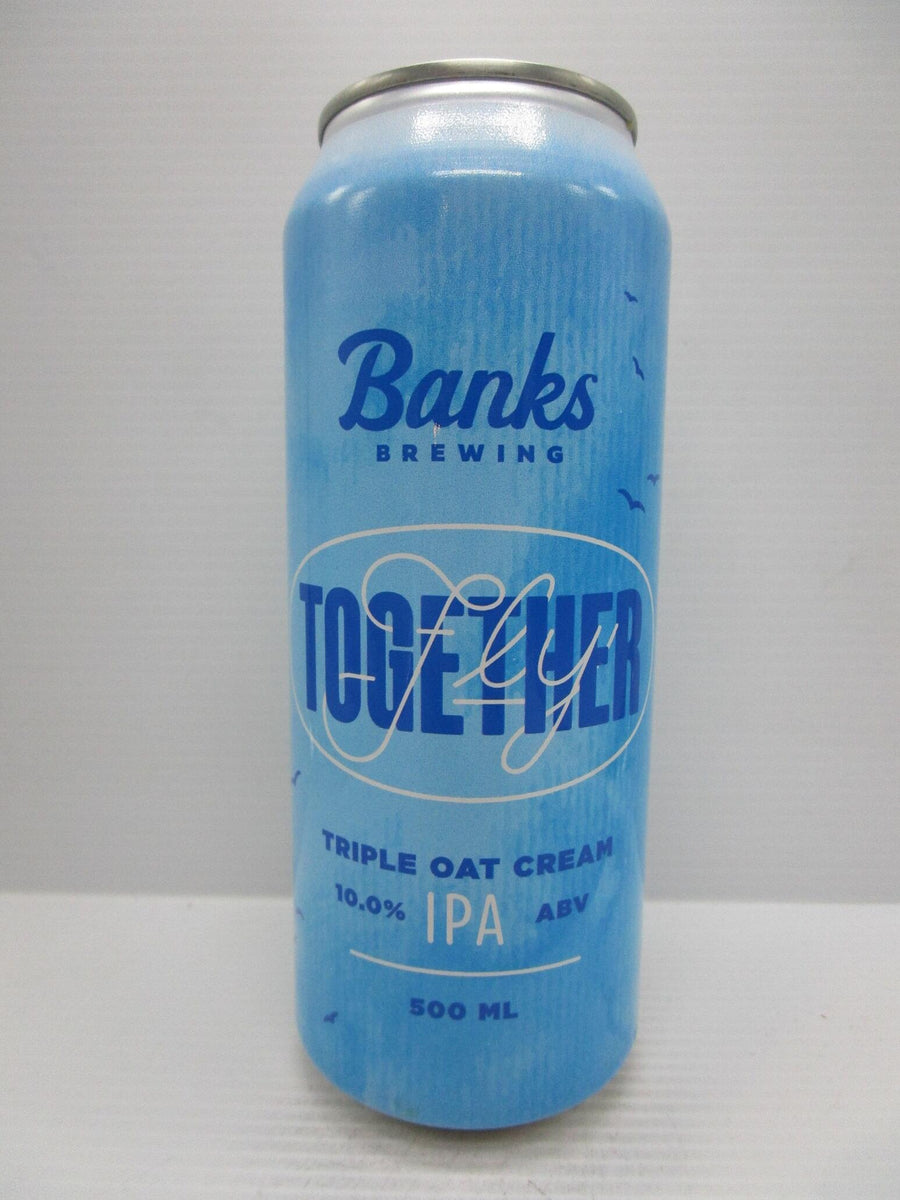 Banks
BREWING
Fly
TOGETHER
TRIPLE OAT CREAM
10.0% IPA ABV
500 ML